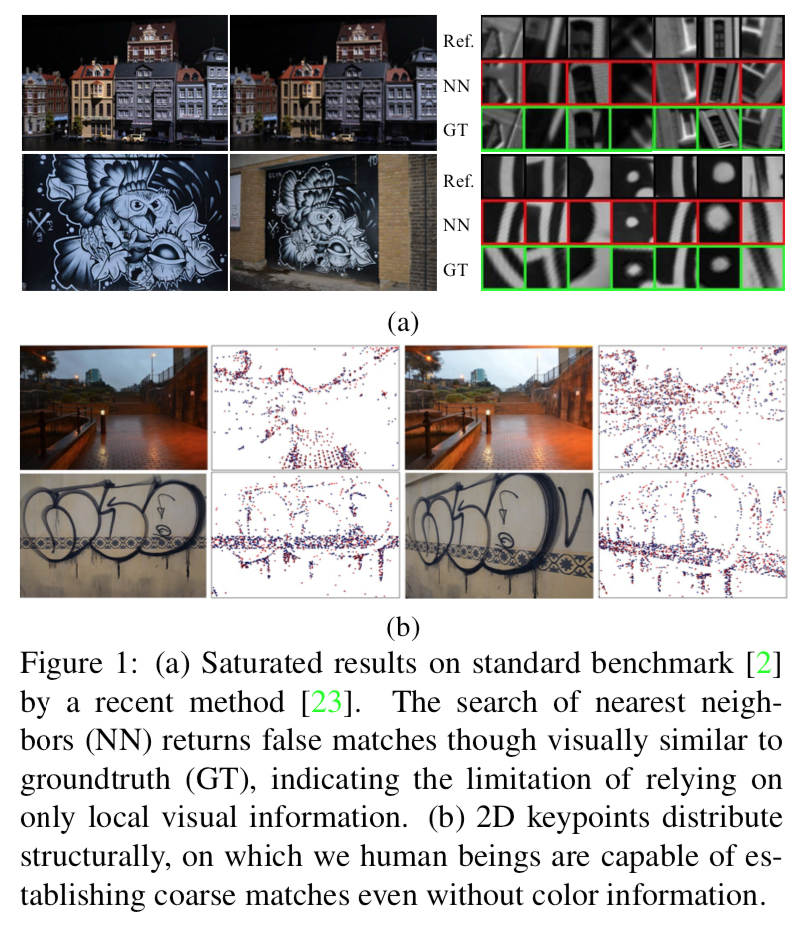 Ref.
NN
GT
Ref.
NN
GT
(a)
(b)
Figure 1: (a) Saturated results on standard benchmark [2]
by a recent method [23]. The search of nearest neigh-
bors (NN) returns false matches though visually similar to
groundtruth (GT), indicating the limitation of relying on
only local visual information. (b) 2D keypoints distribute
structurally, on which we human beings are capable of es-
tablishing coarse matches even without color information.